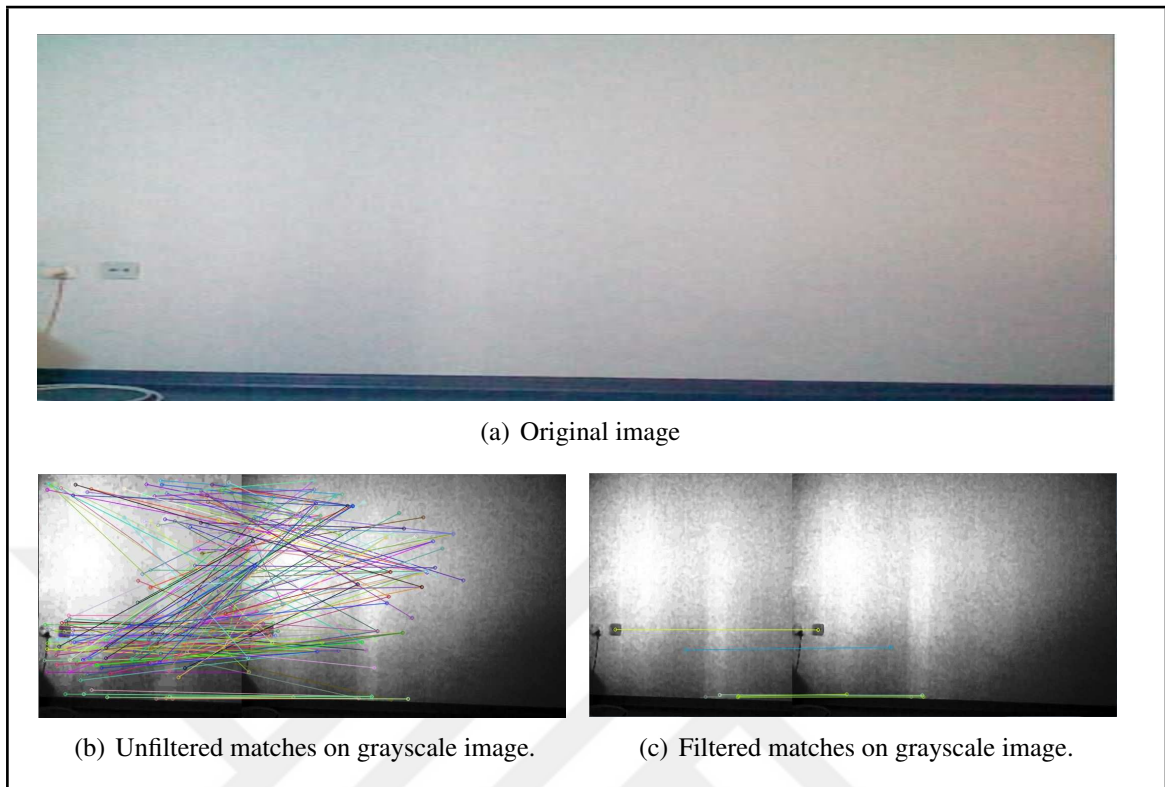 (a) Original image
(b) Unfiltered matches on grayscale image.
(c) Filtered matches on grayscale image.